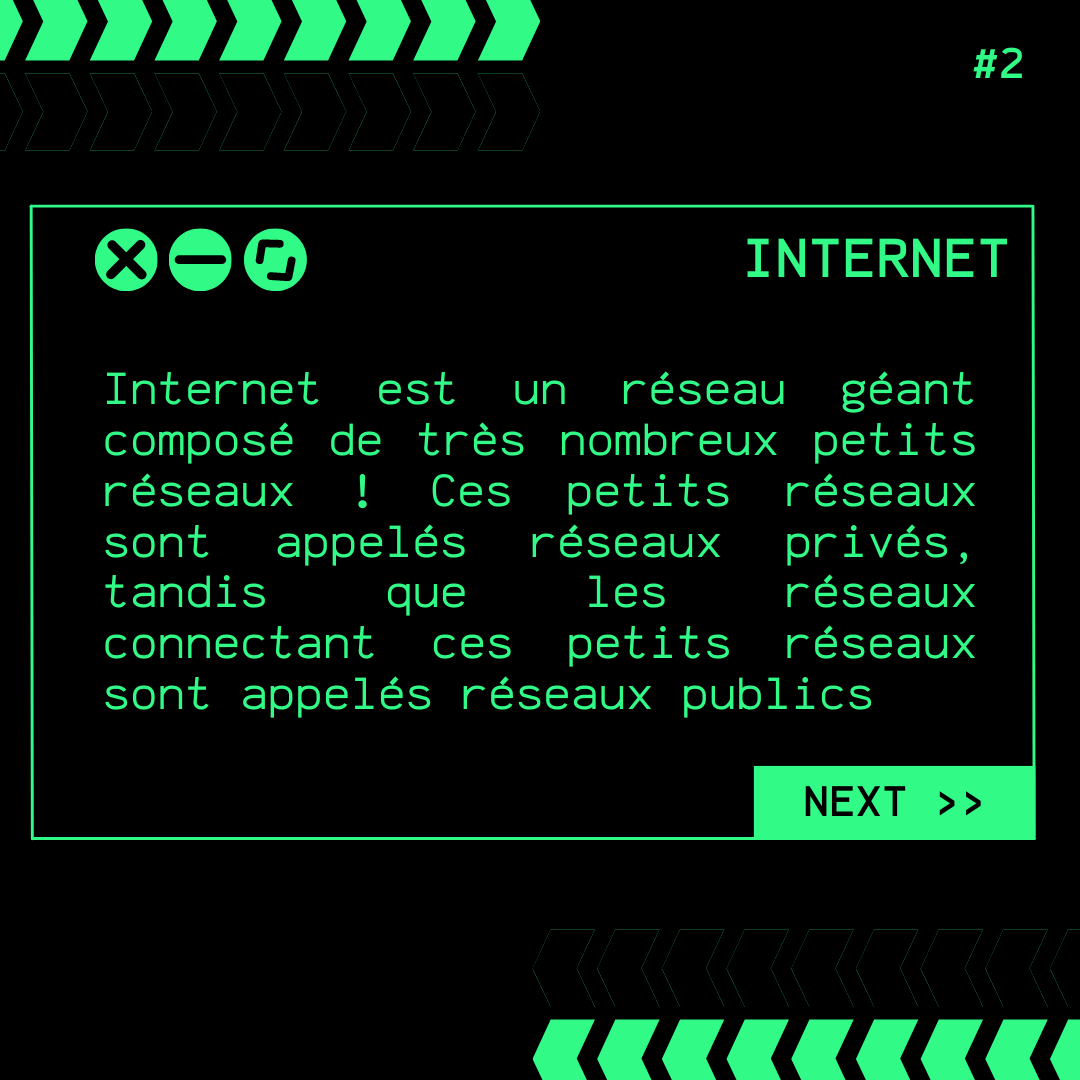 #2
INTERNET
Internet est un réseau géant
composé de très nombreux petits
réseaux ! Ces petits réseaux
sont appelés réseaux privés,
tandis que les réseaux
connectant ces petits réseaux
sont appelés réseaux publics
NEXT >>